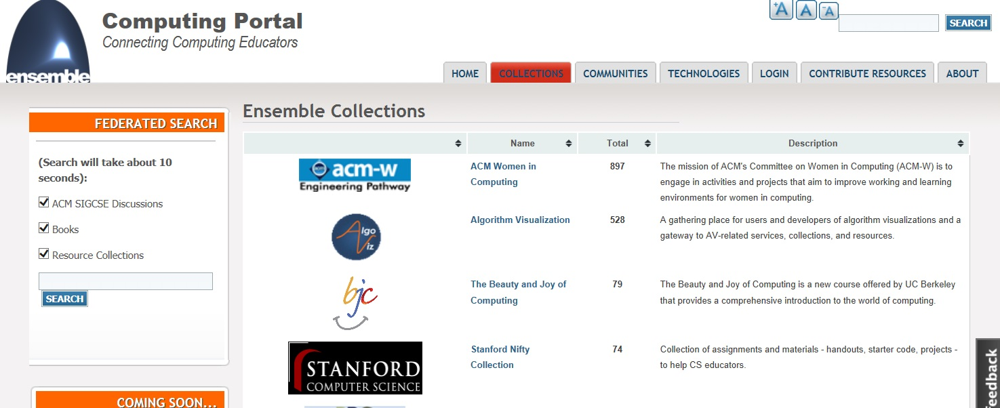 Computing Portal
Connecting Computing Educators
ensemble
+A A -A
SEARCH
HOME COLLECTIONS COMMUNITIES TECHNOLOGIES LOGIN CONTRIBUTE RESOURCES ABOUT
FEDERATED SEARCH
(Search will take about 10
seconds):
ACM SIGCSE Discussions
Books
Resource Collections
SEARCH
COMING SOON...
Ensemble Collections
Name Total Description
acm-w
Engineering Pathway
ACM Women in
Computing
897
The mission of ACM's Committee on Women in Computing (ACM-W) is to
engage in activities and projects that aim to improve working and learning
environments for women in computing.
Algo
Viz
Algorithm Visualization
528
A gathering place for users and developers of algorithm visualizations and a
gateway to AV-related services, collections, and resources.
bjc
The Beauty and Joy of
Computing
79
The Beauty and Joy of Computing is a new course offered by UC Berkeley
that provides a comprehensive introduction to the world of computing.
STANFORD
COMPUTER SCIENCE
Stanford Nifty
Collection
74
Collection of assignments and materials - handouts, starter code, projects -
to help CS educators.
Feedback